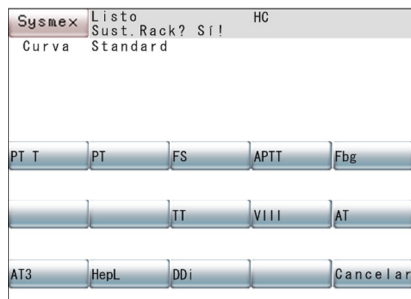 Sysmex Listo HC
Sust.Rack? Sí!
Curva Standard
PT T PT FS APTT Fbg
TT VIII AT
AT3 HepL DDi Cancelar